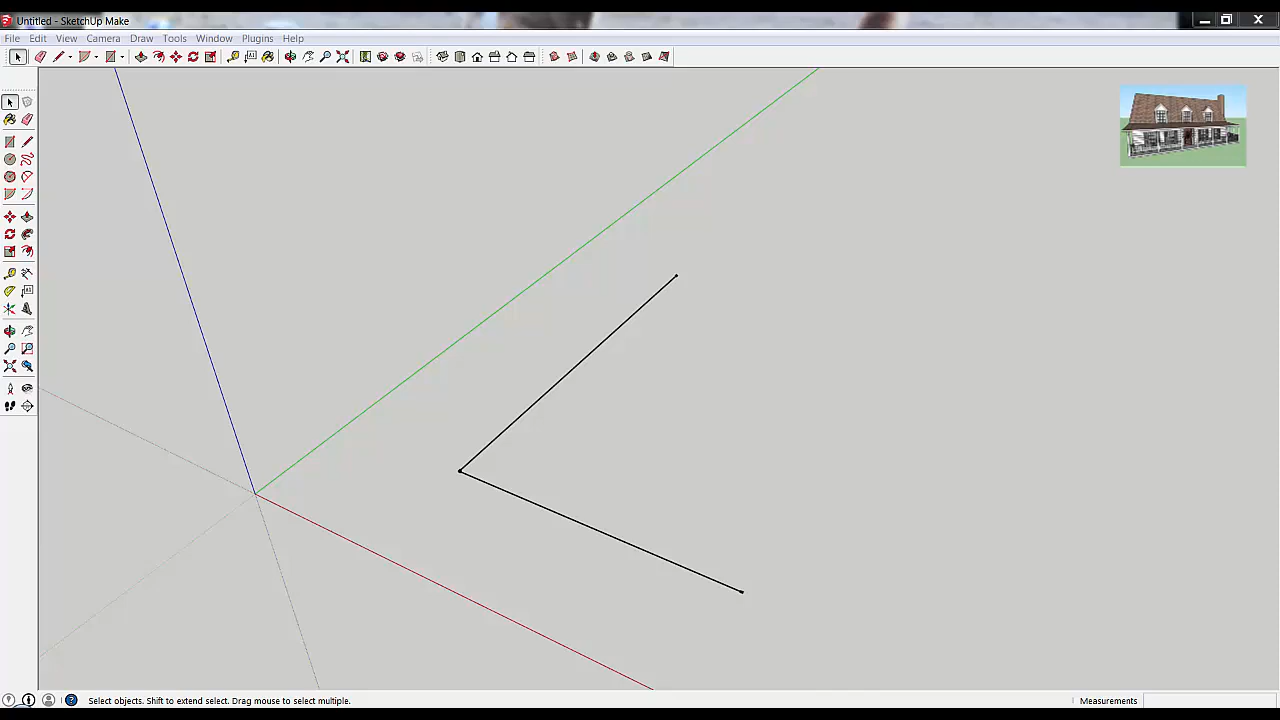 Untitled - SketchUp Make
File Edit View Camera Draw Tools Window Plugins Help
Select objects. Shift to extend select. Drag mouse to select multiple.
Measurements